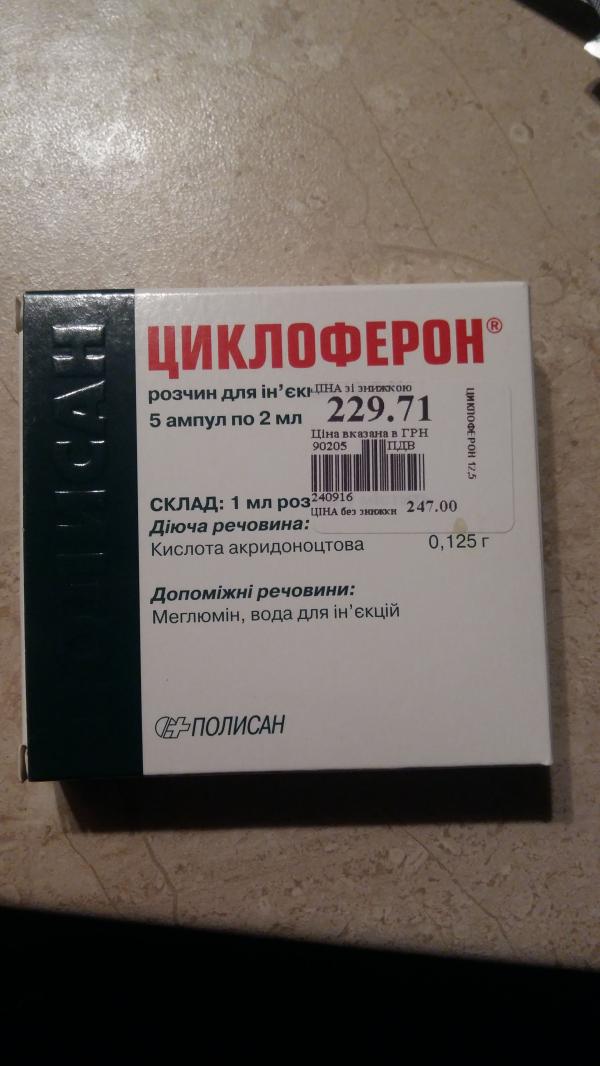 ПОЛИСАН
ЦИКЛОФЕРОН®
розчин для ін’єк
5 ампул по 2 мл
ЦІНА зі знижкою
229.71
Ціна вказана в ГРН
90205 ПДВ
240916
ЦІНА без знижки 247.00
ЦИКЛОФЕРОН 12,5
СКЛАД: 1 мл роз
Діюча речовина:
Кислота акридоноцтова 0,125 г
Допоміжні речовини:
Меглюмін, вода для ін’єкцій
ПОЛИСАН